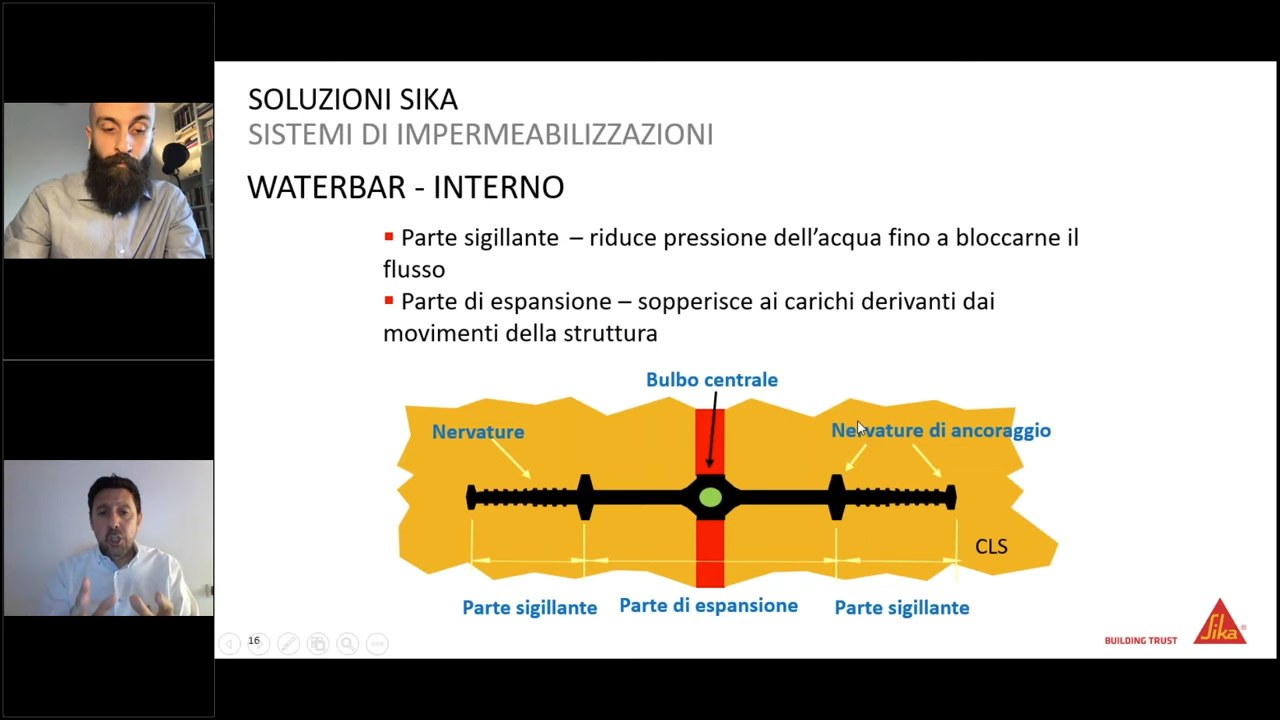 SOLUZIONI SIKA
SISTEMI DI IMPERMEABILIZZAZIONI
WATERBAR - INTERNO
▪ Parte sigillante – riduce pressione dell’acqua fino a bloccarne il
flusso
▪ Parte di espansione – sopperisce ai carichi derivanti dai
movimenti della struttura
Bulbo centrale
Nervature
Nervature di ancoraggio
CLS
Parte sigillante
Parte di espansione
Parte sigillante
16
BUILDING TRUST
Sika®